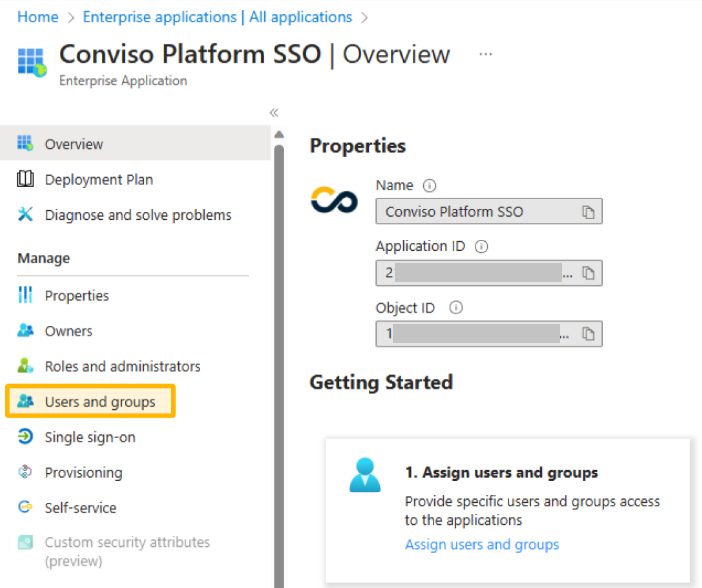 Home > Enterprise applications | All applications >
Conviso Platform SSO | Overview ...
Enterprise Application
«
Overview
Deployment Plan
Diagnose and solve problems
Manage
Properties
Owners
Roles and administrators
Users and groups
Single sign-on
Provisioning
Self-service
Custom security attributes
(preview)
Properties
Name
Conviso Platform SSO
Application ID
2 ...
Object ID
1 ...
Getting Started
1. Assign users and groups
Provide specific users and groups access
to the applications
Assign users and groups